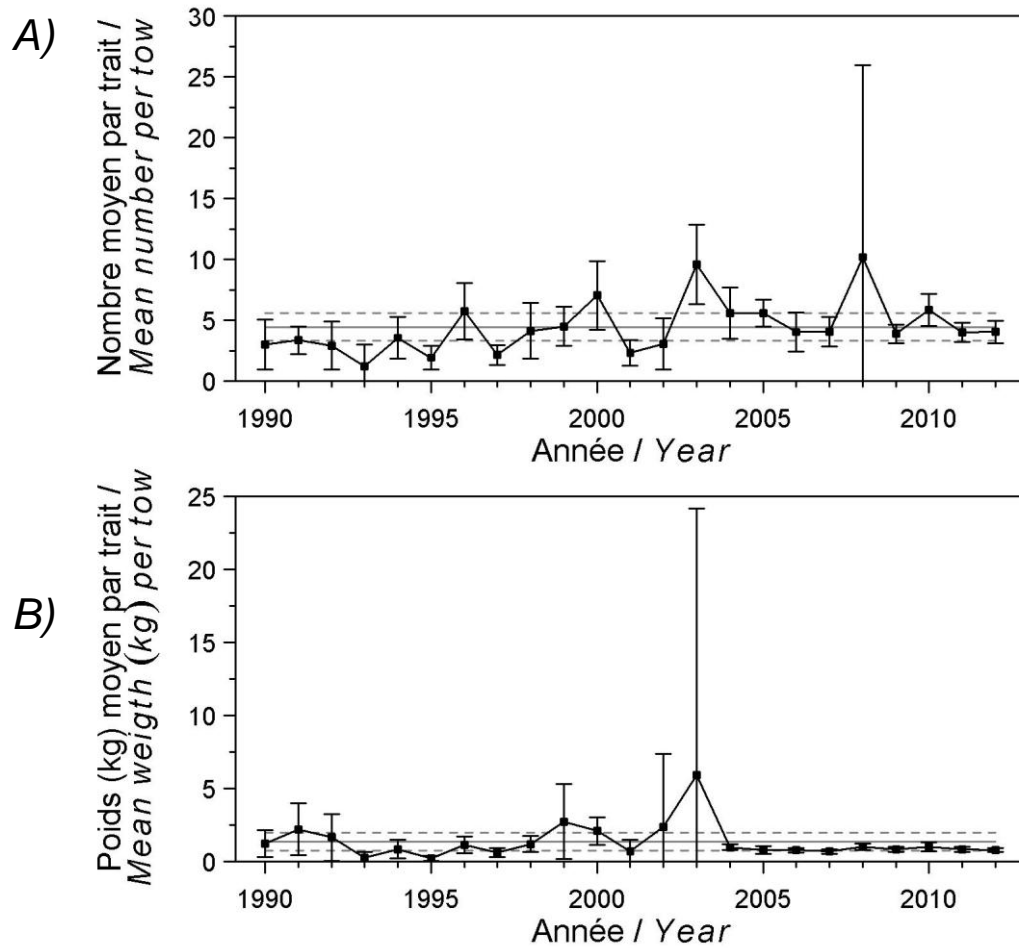 A)
Nombre moyen par trait /
Mean number per tow
30
25
20
15
10
5
0
1990
1995
2000
2005
2010
Année / Year
B)
Poids (kg) moyen par trait /
Mean weigth (kg) per tow
25
20
15
10
5
0
1990
1995
2000
2005
2010
Année / Year